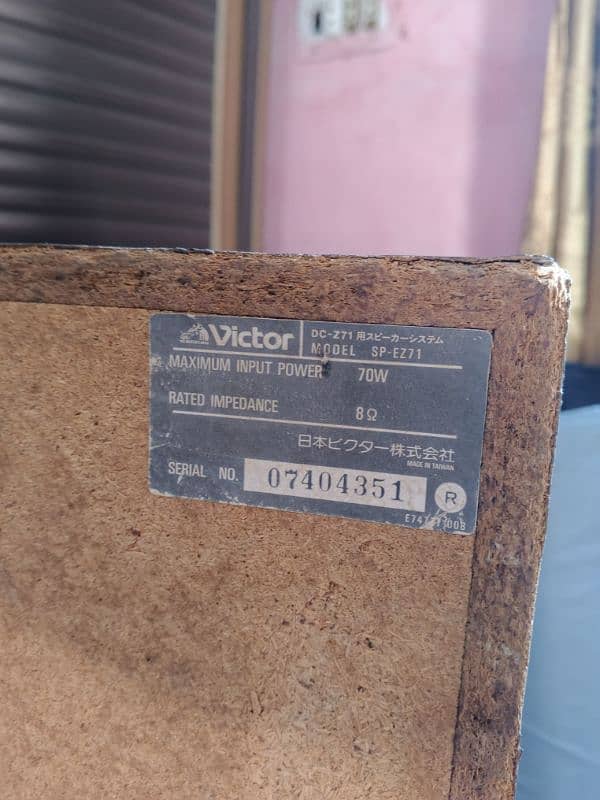 Victor
DC-Z71 用スピーカーシステム
MODEL SP-EZ71
MAXIMUM INPUT POWER 70W
RATED IMPEDANCE 8Ω
日本ビクター株式会社
MADE IN TAIWAN
SERIAL NO. 07404351 R